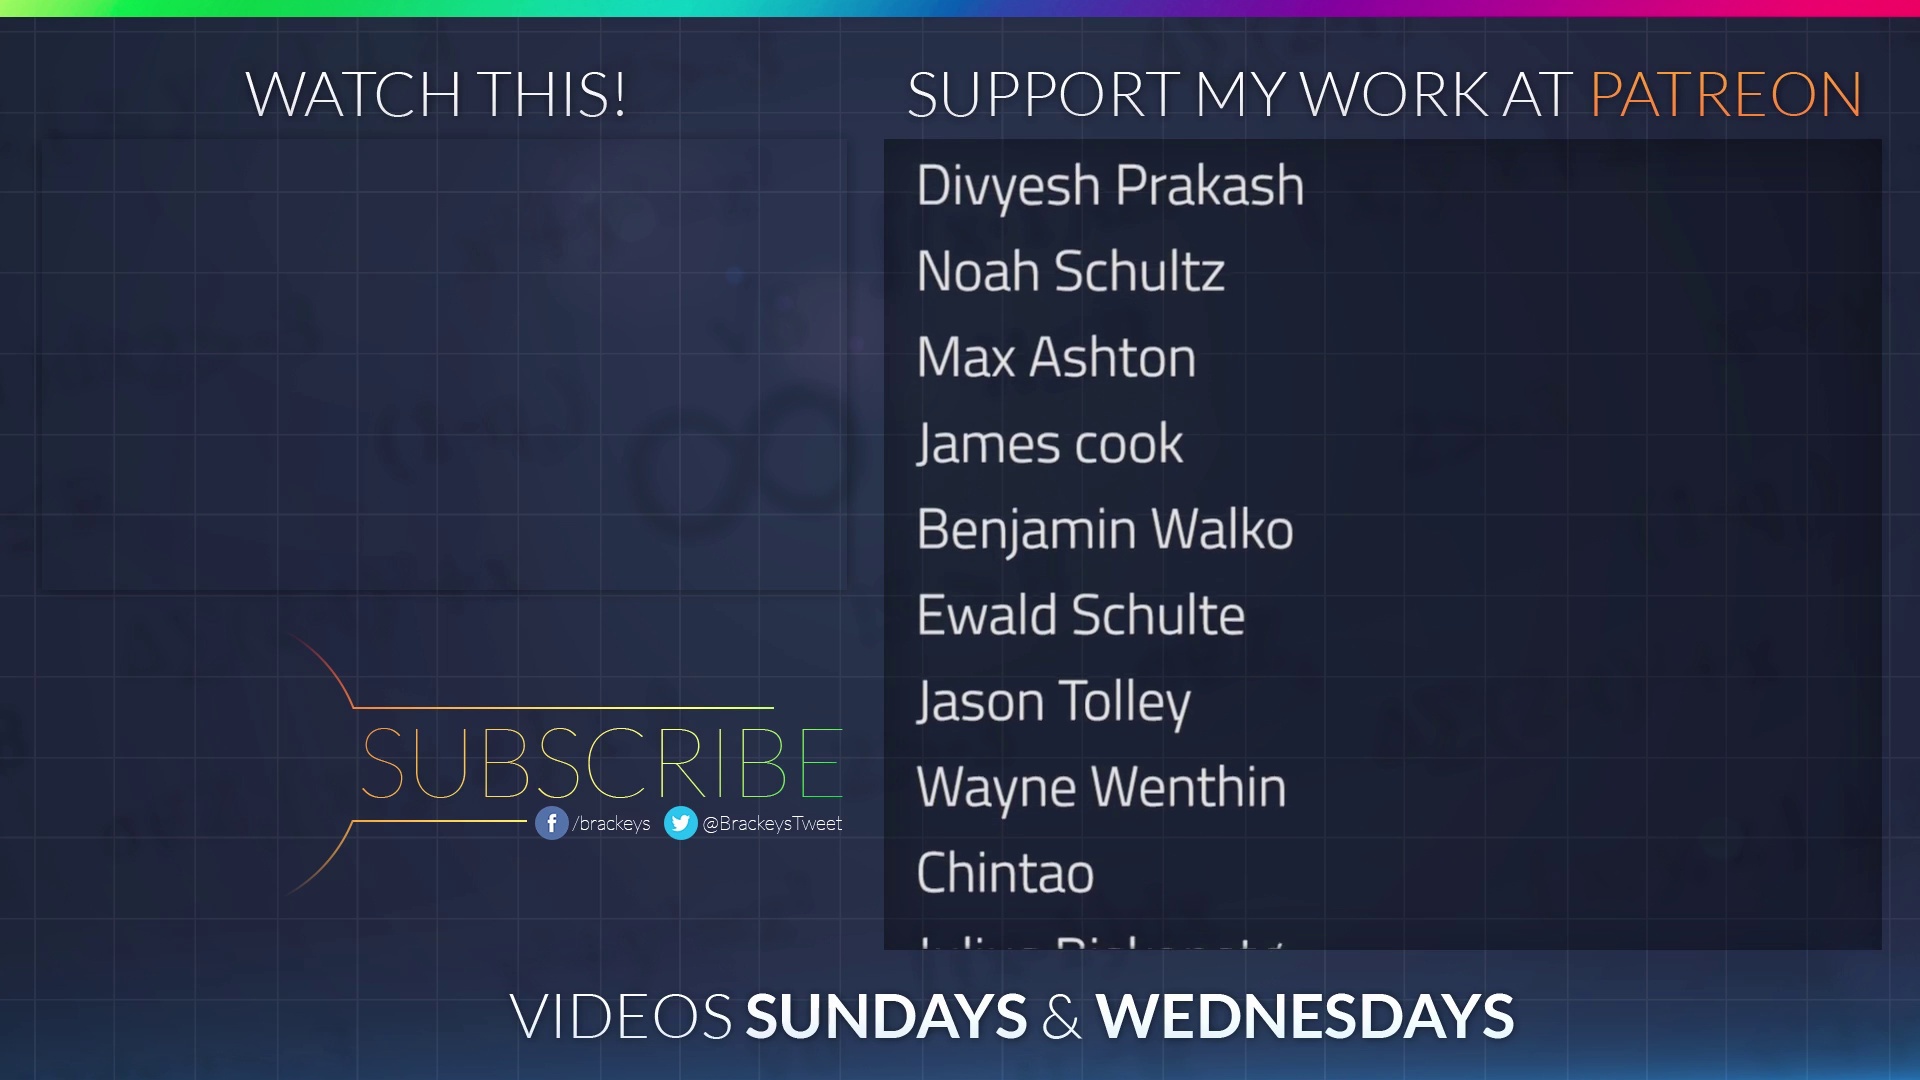 WATCH THIS!
SUPPORT MY WORK AT PATREON
Divyesh Prakash
Noah Schultz
Max Ashton
James cook
Benjamin Walko
Ewald Schulte
Jason Tolley
Wayne Wenthin
Chintao
SUBSCRIBE
/brackeys @BrackeysTweet
VIDEOS SUNDAYS & WEDNESDAYS